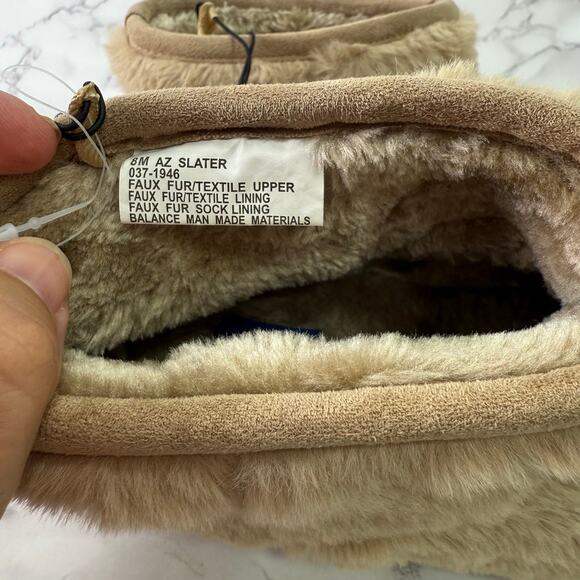 8M AZ SLATER
037-1946
FAUX FUR/TEXTILE UPPER
FAUX FUR/TEXTILE LINING
FAUX FUR SOCK LINING
BALANCE MAN MADE MATERIALS